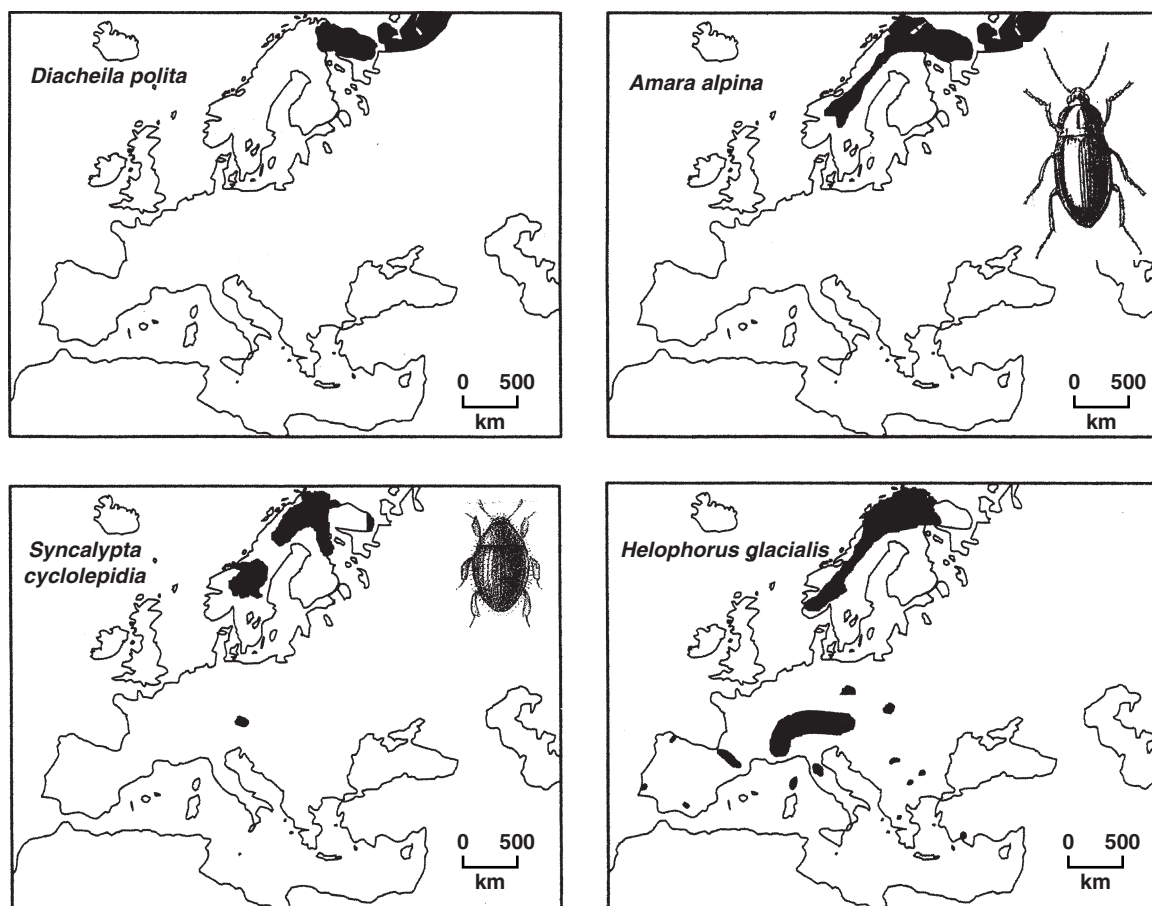 Diacheila polita
0 500
km
Amara alpina
0 500
km
Syncalypta
cyclolepidia
0 500
km
Helophorus glacialis
0 500
km